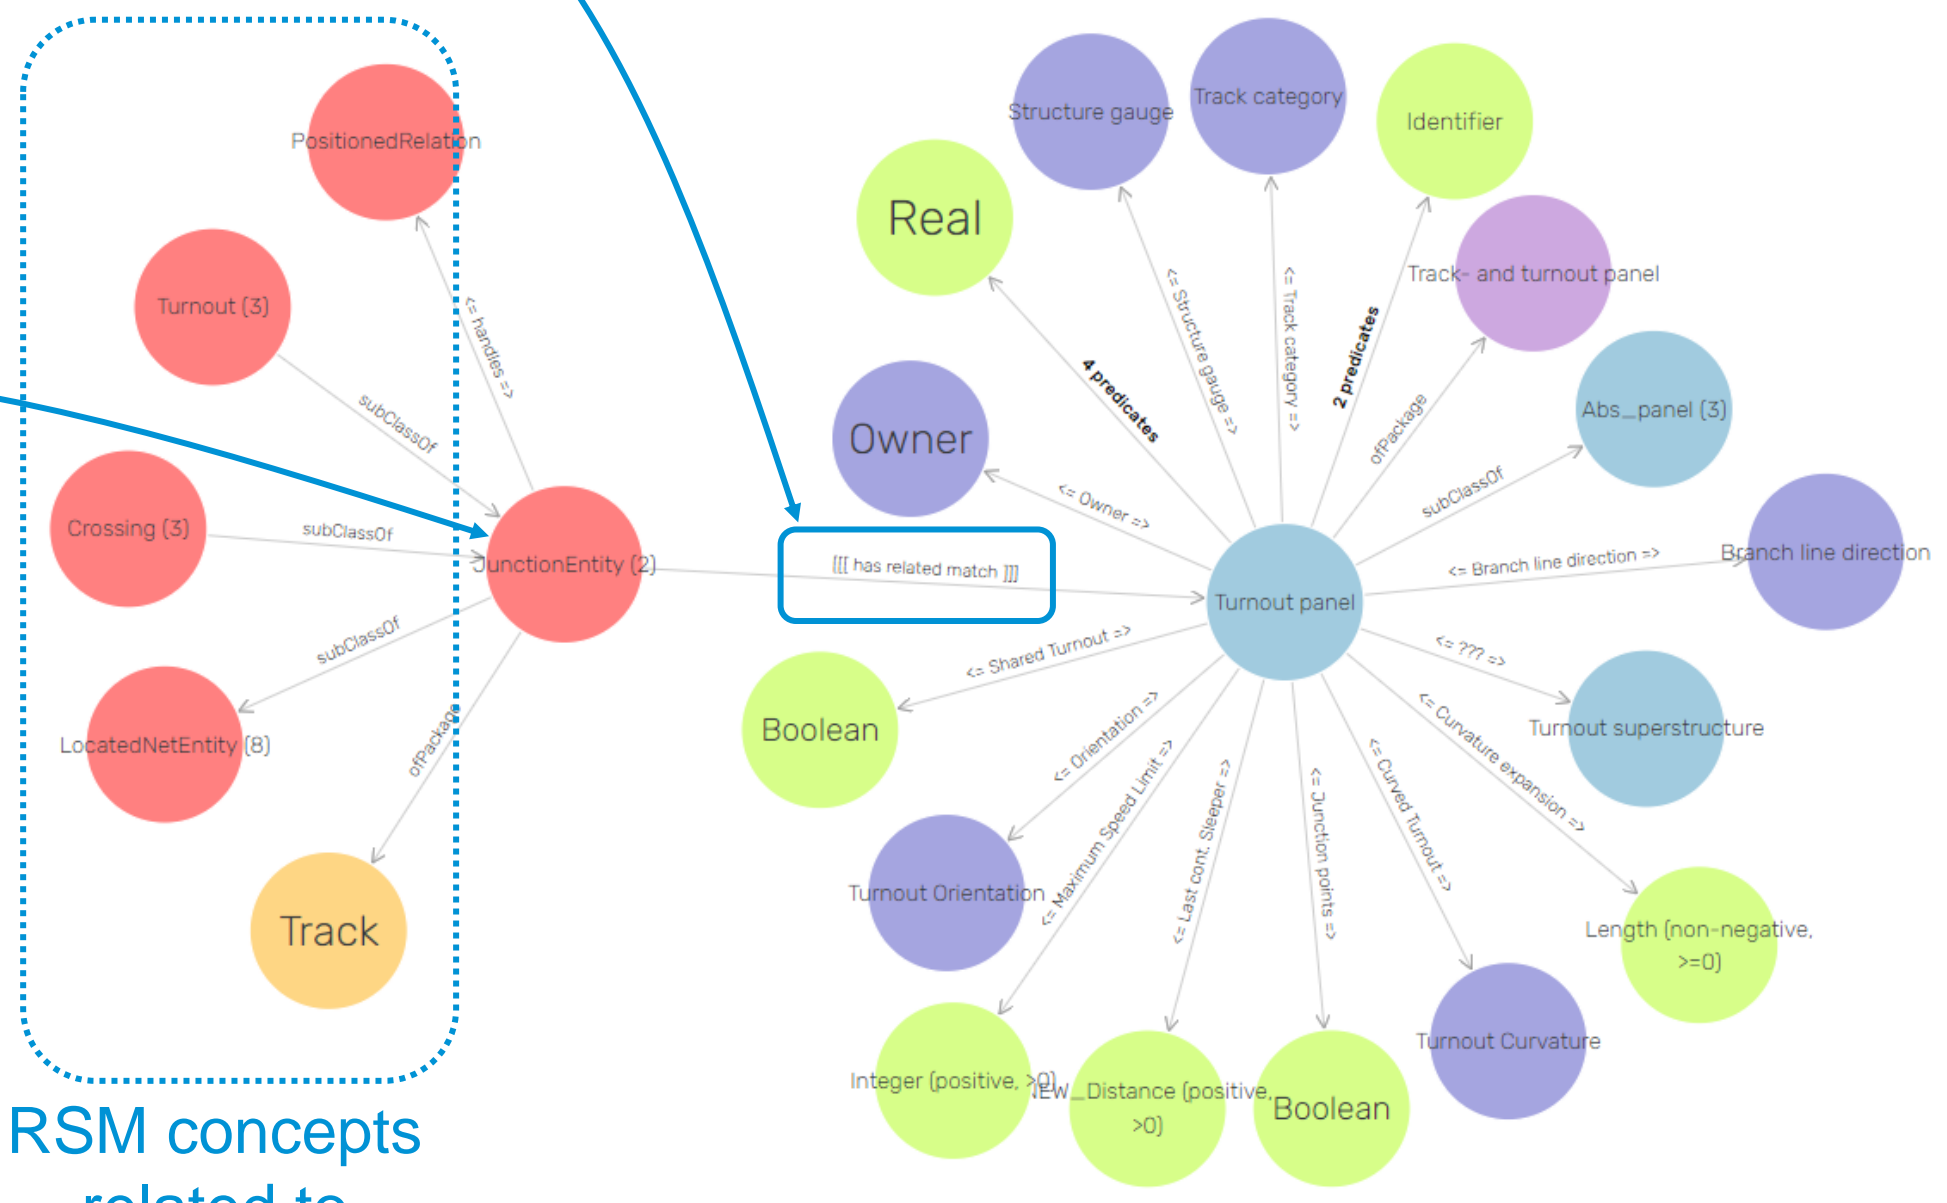 PositionedRelation
Turnout (3)
<= handles =>
subClassOf
Crossing (3)
subClassOf
JunctionEntity (2)
subClassOf
LocatedNetEntity (8)
ofPackage
Track
RSM concepts
related to
[[[ has related match ]]]
Structure gauge
Track category
Identifier
Real
Track- and turnout panel
<= Structure gauge =>
<= Track category =>
2 predicates
4 predicates
ofPackage
Abs_panel (3)
Owner
<= Owner =>
subClassOf
Branch line direction
<= Branch line direction =>
Turnout panel
<= Shared Turnout =>
<= ??? =>
Boolean
<= Orientation =>
<= Curvature expansion =>
Turnout superstructure
<= Maximum Speed Limit =>
<= Last cont. Sleeper =>
<= Junction points =>
<= Curved Turnout =>
Turnout Orientation
Length (non-negative,
>=0)
Turnout Curvature
Integer (positive, >0)
NEW_Distance (positive,
>0)
Boolean